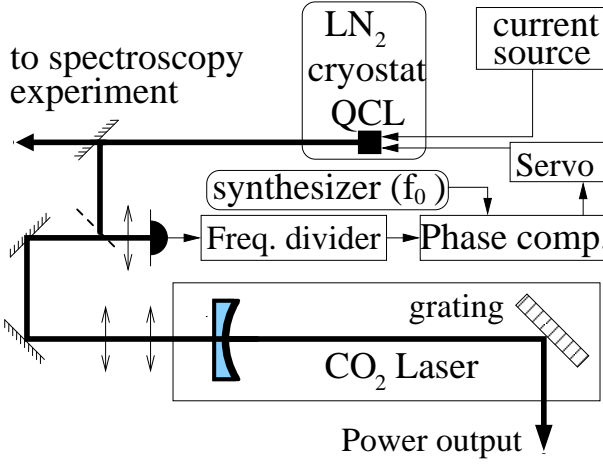 LN2
cryostat
QCL
current
source
to spectroscopy
experiment
Servo
synthesizer (f0 )
Freq. divider
Phase comp.
grating
CO2 Laser
Power output